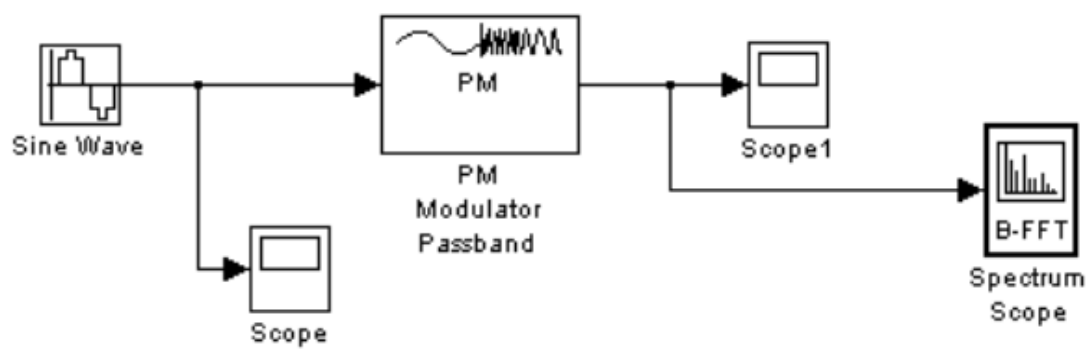 PM
Sine Wave
Scope1
PM
Modulator
Passband
B-FFT
Spectrum
Scope
Scope